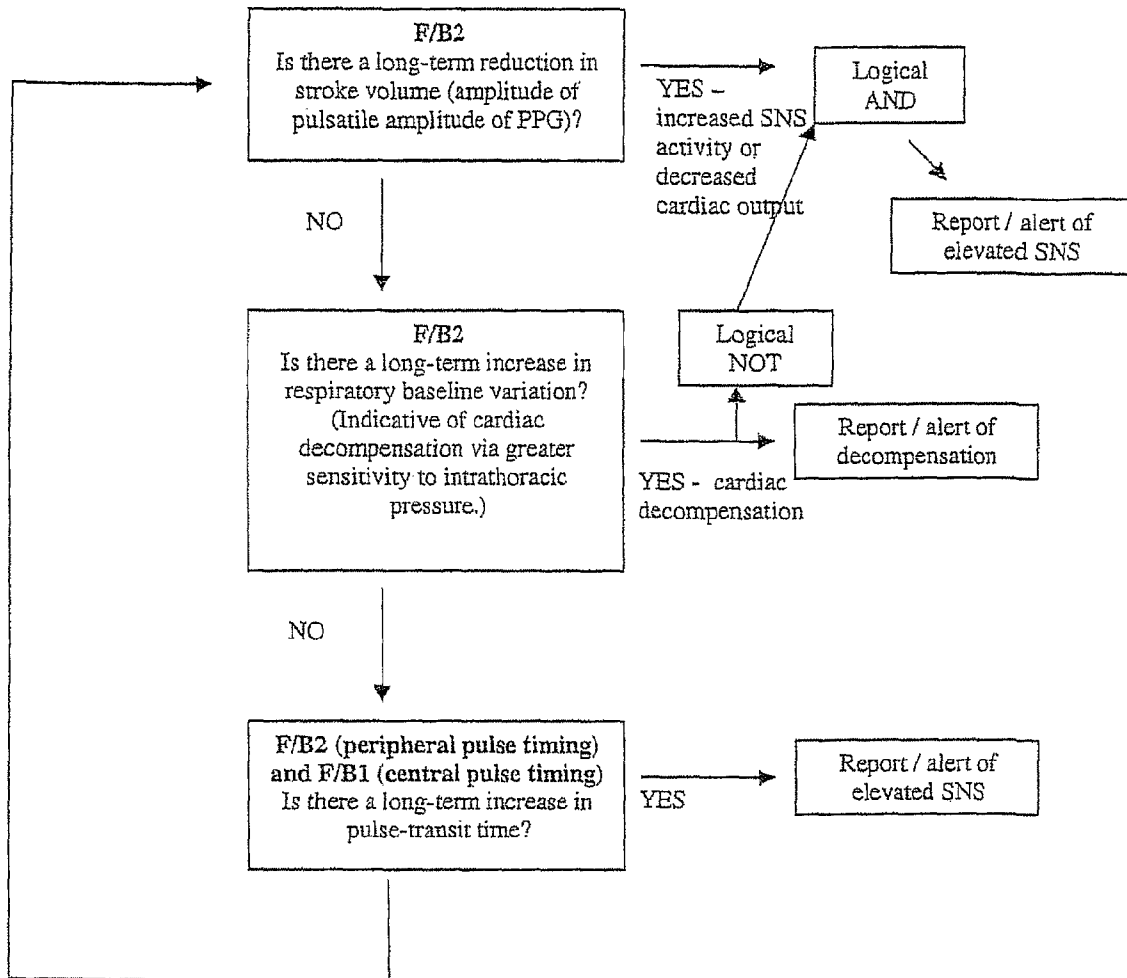 F/B2
Is there a long-term reduction in
stroke volume (amplitude of
pulsatile amplitude of PPG)?
YES –
increased SNS
activity or
decreased
cardiac output
Logical
AND
Report / alert of
elevated SNS
NO
F/B2
Is there a long-term increase in
respiratory baseline variation?
(Indicative of cardiac
decompensation via greater
sensitivity to intrathoracic
pressure.)
Logical
NOT
YES - cardiac
decompensation
Report / alert of
decompensation
NO
F/B2 (peripheral pulse timing)
and F/B1 (central pulse timing)
Is there a long-term increase in
pulse-transit time?
YES
Report / alert of
elevated SNS